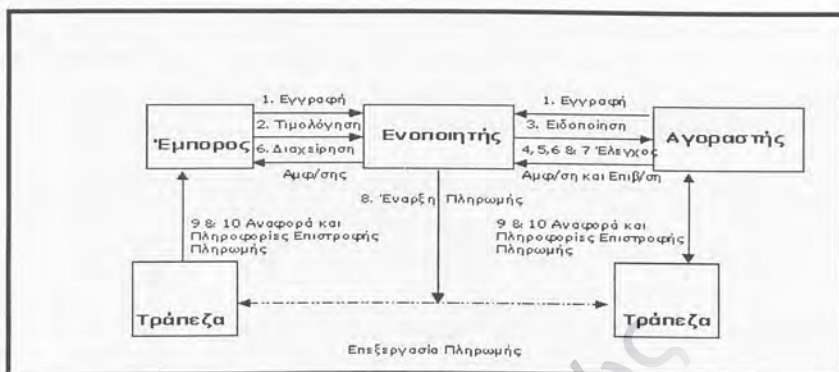 1. Εγγραφή
1. Εγγραφή
2. Τιμολόγηση
Ενοποιητής
3. Ειδοποίηση
Έμπορος
6. Διαχείρηση
4, 5,6 & 7 Έλεγχος
Αγοραστής
Αμφ/σης
Αμφ/ση και Επιβ/ση
8. Έναρξη Πληρωμής
9 & 10 Αναφορά και
Πληροφορίες Επιστροφής
Πληρωμής
9 & 10 Αναφορά και
Πληροφορίες Επιστροφής
Πληρωμής
Τράπεζα
Τράπεζα
Επεξεργασία Πληρωμής